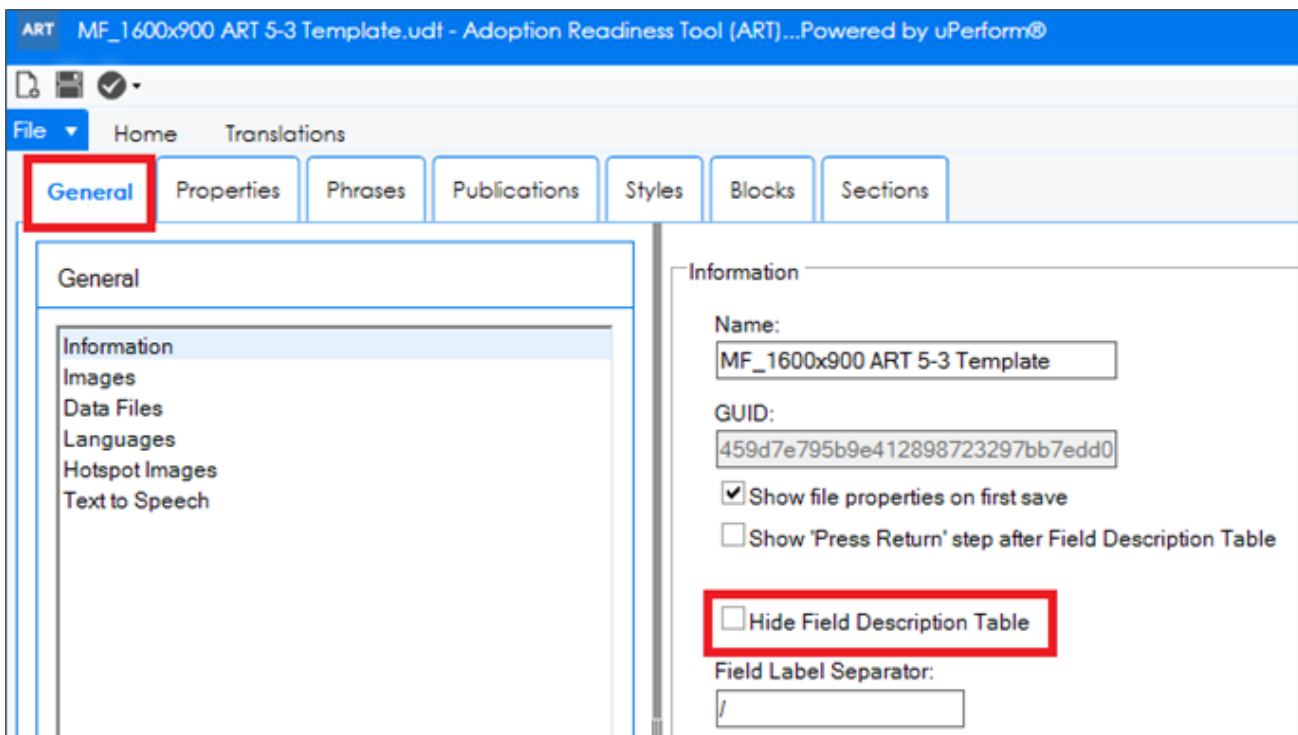 ART MF_1600x900 ART 5-3 Template.udt - Adoption Readiness Tool (ART)...Powered by uPerform®
File Home Translations
General Properties Phrases Publications Styles Blocks Sections
General
Information
Images
Data Files
Languages
Hotspot Images
Text to Speech
Information
Name:
MF_1600x900 ART 5-3 Template
GUID:
459d7e795b9e412898723297bb7edd0
Show file properties on first save
Show 'Press Return' step after Field Description Table
Hide Field Description Table
Field Label Separator:
/